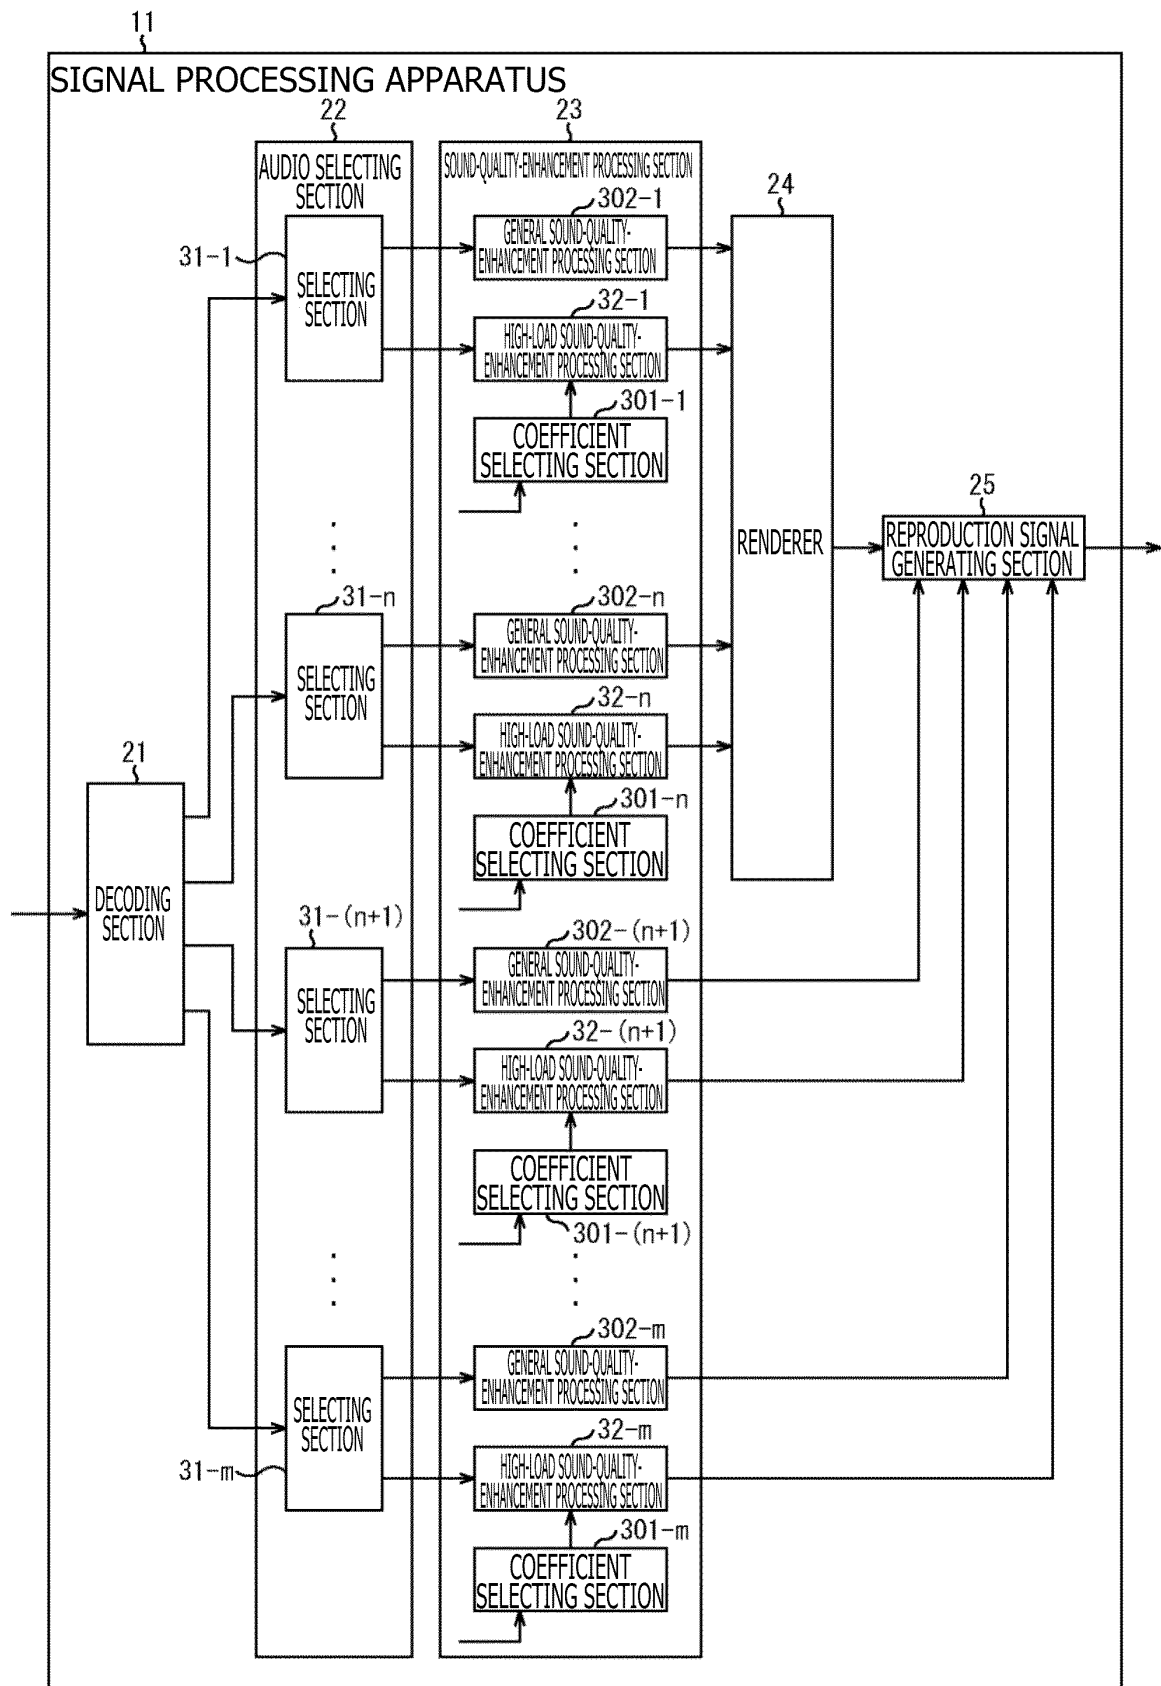 11
SIGNAL PROCESSING APPARATUS
22
23
AUDIO SELECTING
SECTION
SOUND-QUALITY-ENHANCEMENT PROCESSING SECTION
24
302-1
GENERAL SOUND-QUALITY-
ENHANCEMENT PROCESSING SECTION
31-1
SELECTING
SECTION
32-1
HIGH-LOAD SOUND-QUALITY-
ENHANCEMENT PROCESSING SECTION
301-1
COEFFICIENT
SELECTING SECTION
RENDERER
25
REPRODUCTION SIGNAL
GENERATING SECTION
31-n
302-n
GENERAL SOUND-QUALITY-
ENHANCEMENT PROCESSING SECTION
SELECTING
SECTION
32-n
HIGH-LOAD SOUND-QUALITY-
ENHANCEMENT PROCESSING SECTION
21
301-n
COEFFICIENT
SELECTING SECTION
DECODING
SECTION
31-(n+1)
302-(n+1)
GENERAL SOUND-QUALITY-
ENHANCEMENT PROCESSING SECTION
SELECTING
SECTION
32-(n+1)
HIGH-LOAD SOUND-QUALITY-
ENHANCEMENT PROCESSING SECTION
COEFFICIENT
SELECTING SECTION
301-(n+1)
302-m
GENERAL SOUND-QUALITY-
ENHANCEMENT PROCESSING SECTION
SELECTING
SECTION
31-m
32-m
HIGH-LOAD SOUND-QUALITY-
ENHANCEMENT PROCESSING SECTION
301-m
COEFFICIENT
SELECTING SECTION